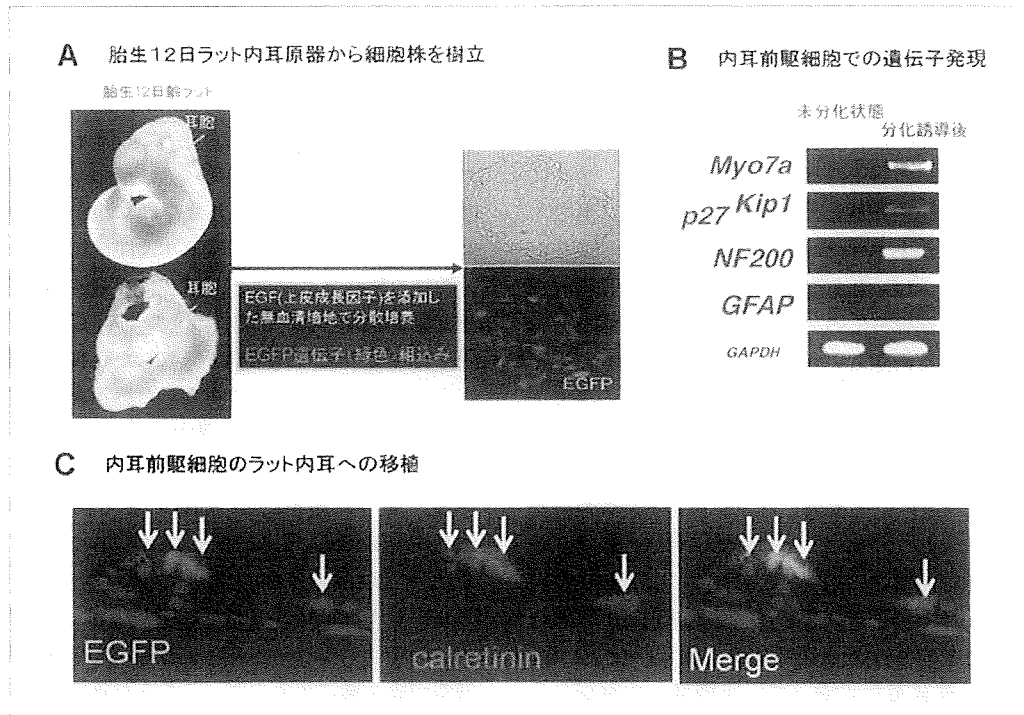 A 胎生12日ラット内耳原器から細胞株を樹立
胎生12日齢ラット
耳胞
耳胞
EGF(上皮成長因子)を添加し
た無血清培地で分散培養
EGFP遺伝子(緑色)組込み
EGFP
B 内耳前駆細胞での遺伝子発現
未分化状態
分化誘導後
Myo7a
p27 Kip1
NF200
GFAP
GAPDH
C 内耳前駆細胞のラット内耳への移植
EGFP
calretinin
Merge